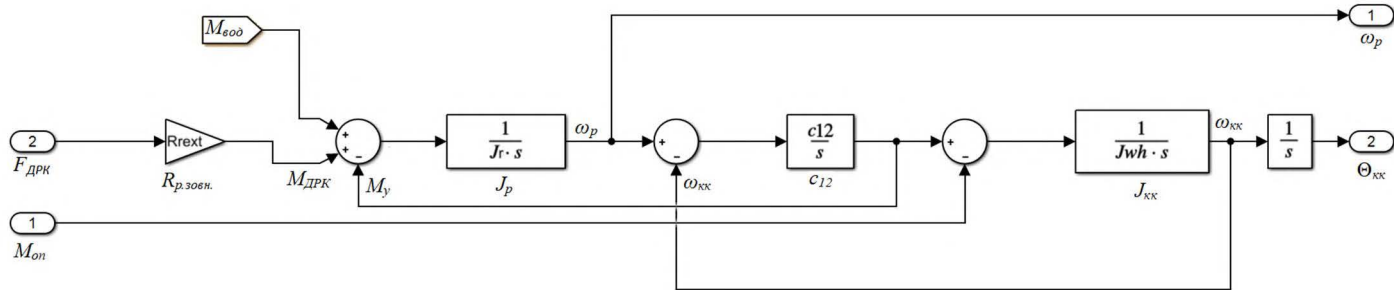 1
ω_р
M_вод
2
F_ДРК
Rrext
R_р.зовн.
M_ДРК
+
+
−
M_у
1
Jr · s
J_р
ω_р
+
−
ω_кк
c12
s
c_12
+
−
1
Jwh · s
J_кк
ω_кк
1
s
2
Θ_кк
1
M_оп